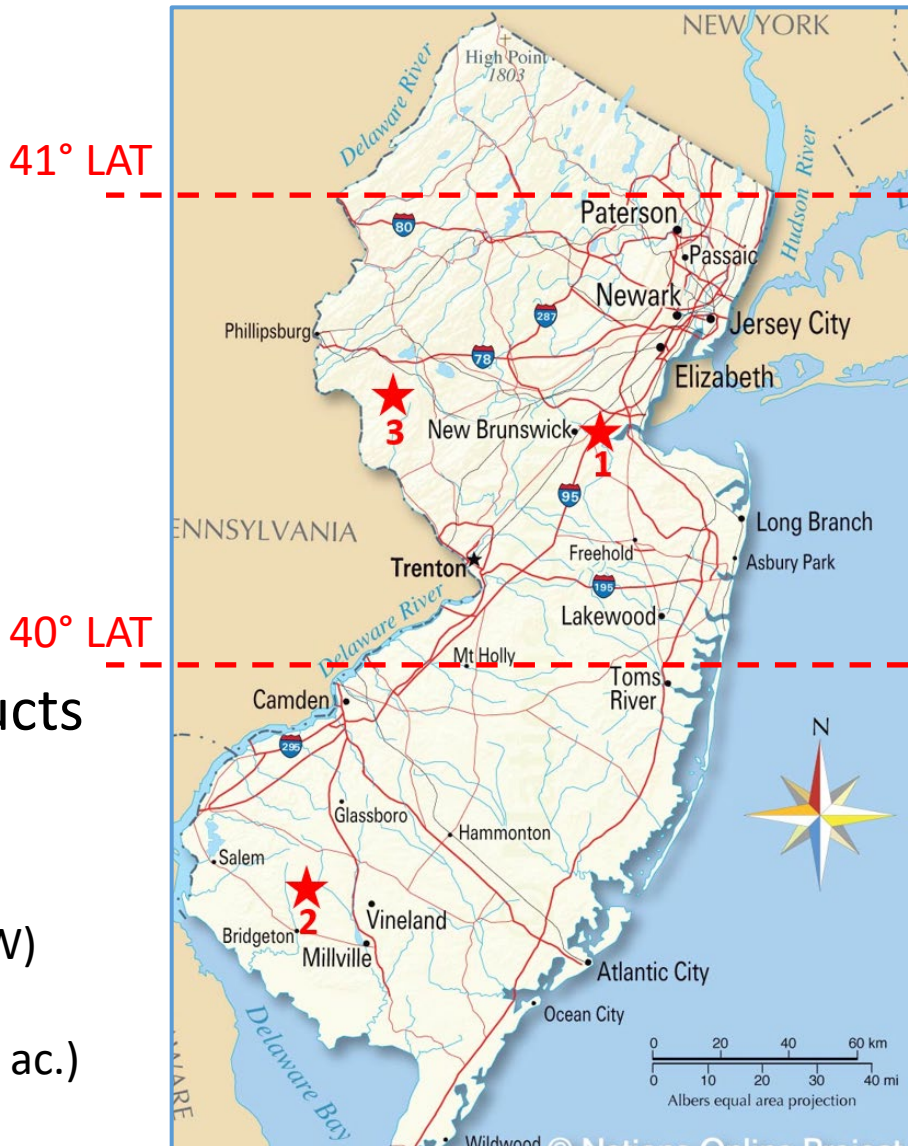 NEW YORK
High Point
1803
Delaware River
Hudson River
41° LAT
80
Paterson
Passaic
Newark
287
Jersey City
Phillipsburg
78
Elizabeth
3
New Brunswick
1
95
ENNSYLVANIA
Long Branch
Freehold
Asbury Park
Trenton
195
Lakewood
Delaware River
40° LAT
Mt Holly
Toms
River
ucts
Camden
N
295
Glassboro
Hammonton
Salem
2
Vineland
W)
Bridgeton
Millville
Atlantic City
Ocean City
ac.)
Delaware Bay
WARE
0 20 40 60 km
0 10 20 30 40 mi
Albers equal area projection
Wildwood